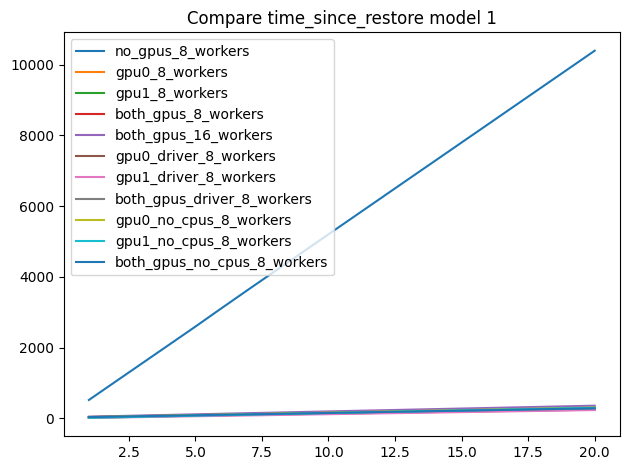 Compare time_since_restore model 1
no_gpus_8_workers
gpu0_8_workers
gpu1_8_workers
both_gpus_8_workers
both_gpus_16_workers
gpu0_driver_8_workers
gpu1_driver_8_workers
both_gpus_driver_8_workers
gpu0_no_cpus_8_workers
gpu1_no_cpus_8_workers
both_gpus_no_cpus_8_workers
10000
8000
6000
4000
2000
0
2.5 5.0 7.5 10.0 12.5 15.0 17.5 20.0